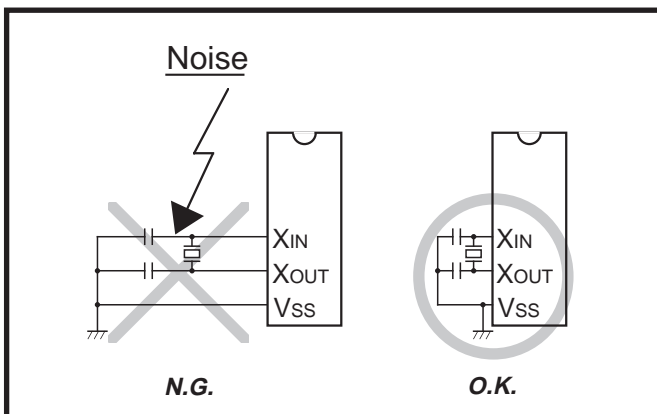 Noise
XIN
XOUT
VSS
XIN
XOUT
VSS
N.G.
O.K.